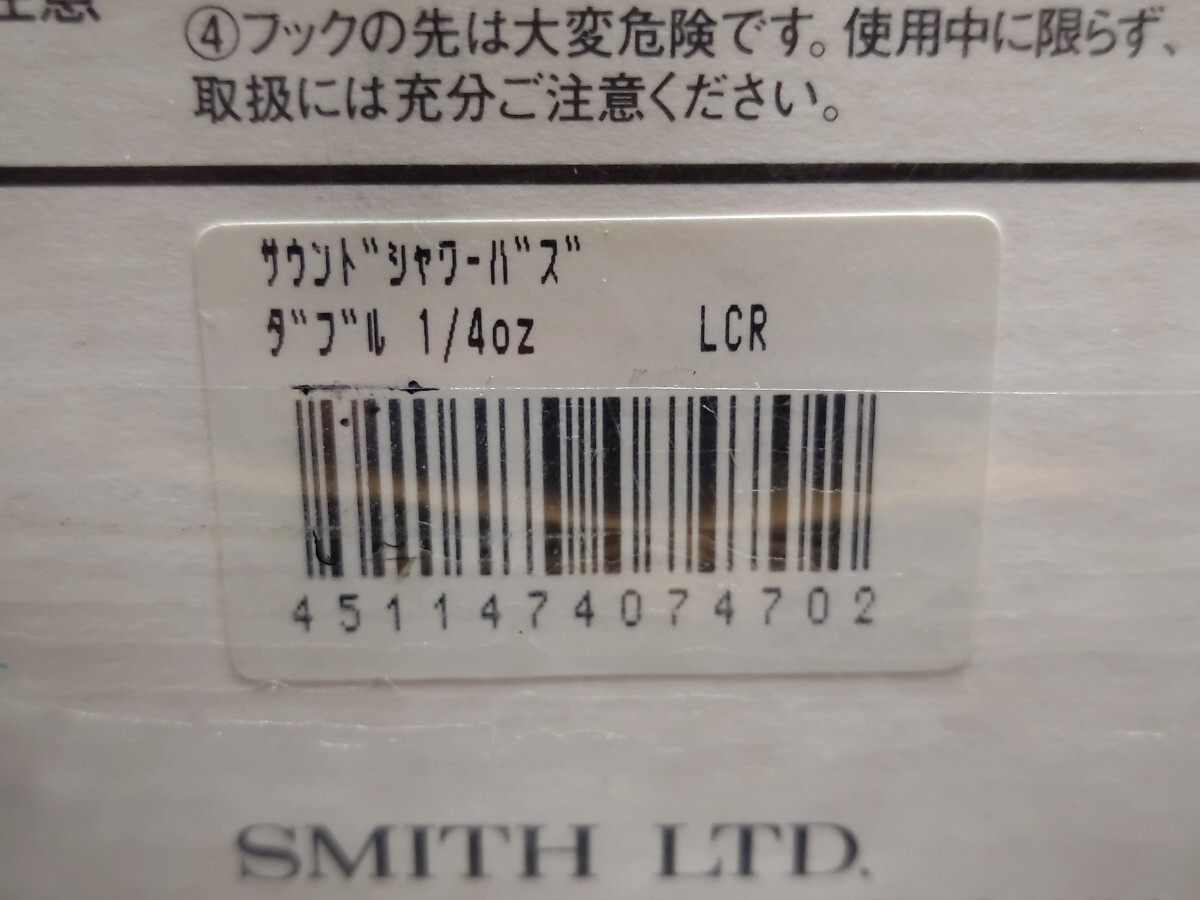 注意
④フックの先は大変危険です。使用中に限らず、
取扱には充分ご注意ください。
ｻｳﾝﾄﾞｼｬﾜｰﾊﾞｽﾞ
ﾀﾞﾌﾞﾙ 1/4oz LCR
4511474074702
SMITH LTD.